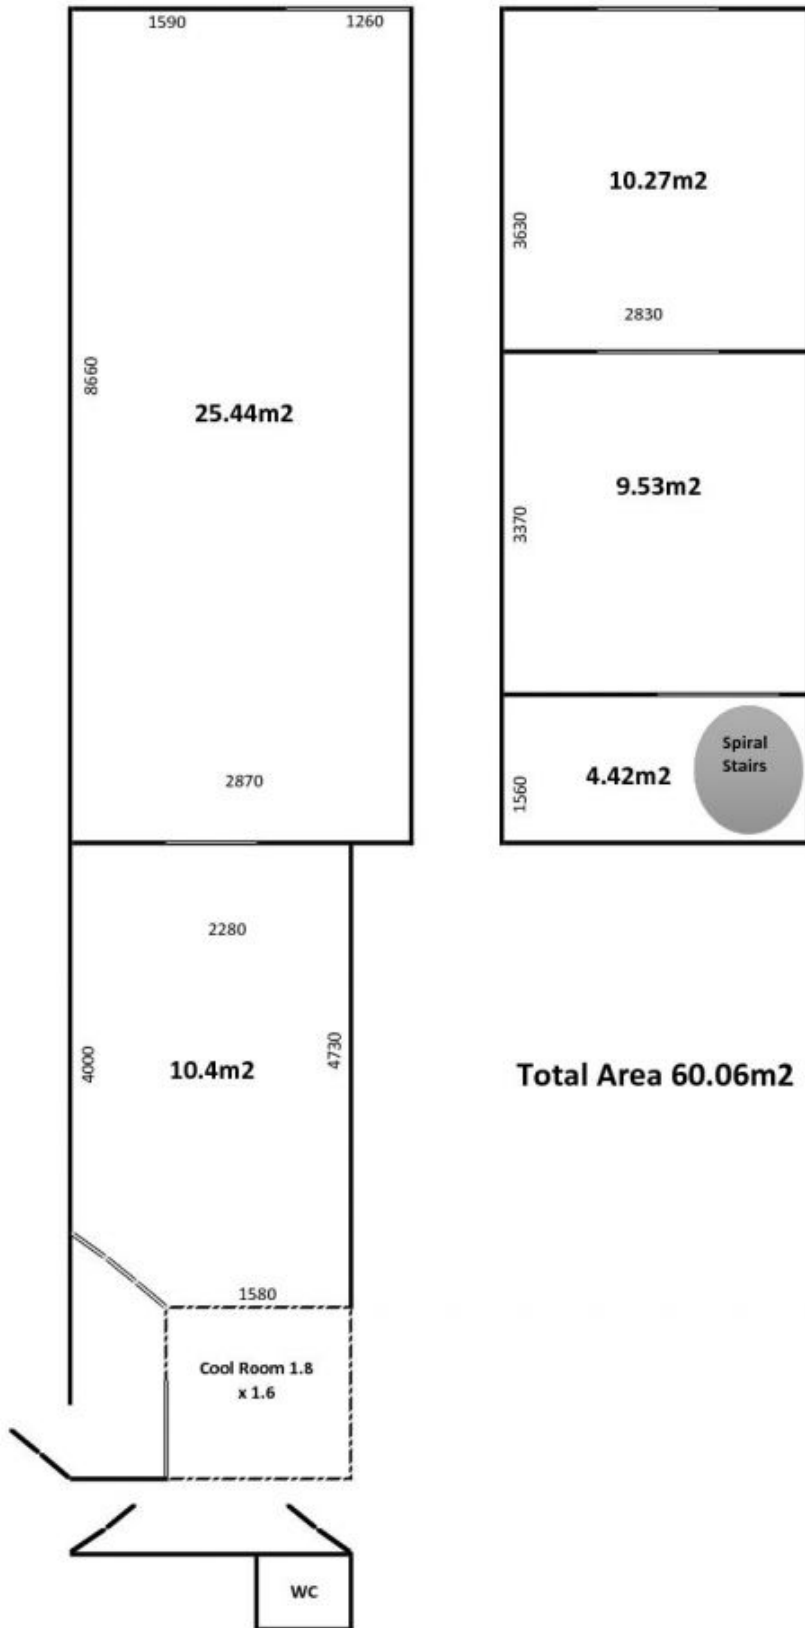 1590
1260
8660
25.44m2
2870
2280
4000
10.4m2
4730
1580
Cool Room 1.8
x 1.6
WC
10.27m2
3630
2830
9.53m2
3370
Spiral
Stairs
4.42m2
1560
Total Area 60.06m2